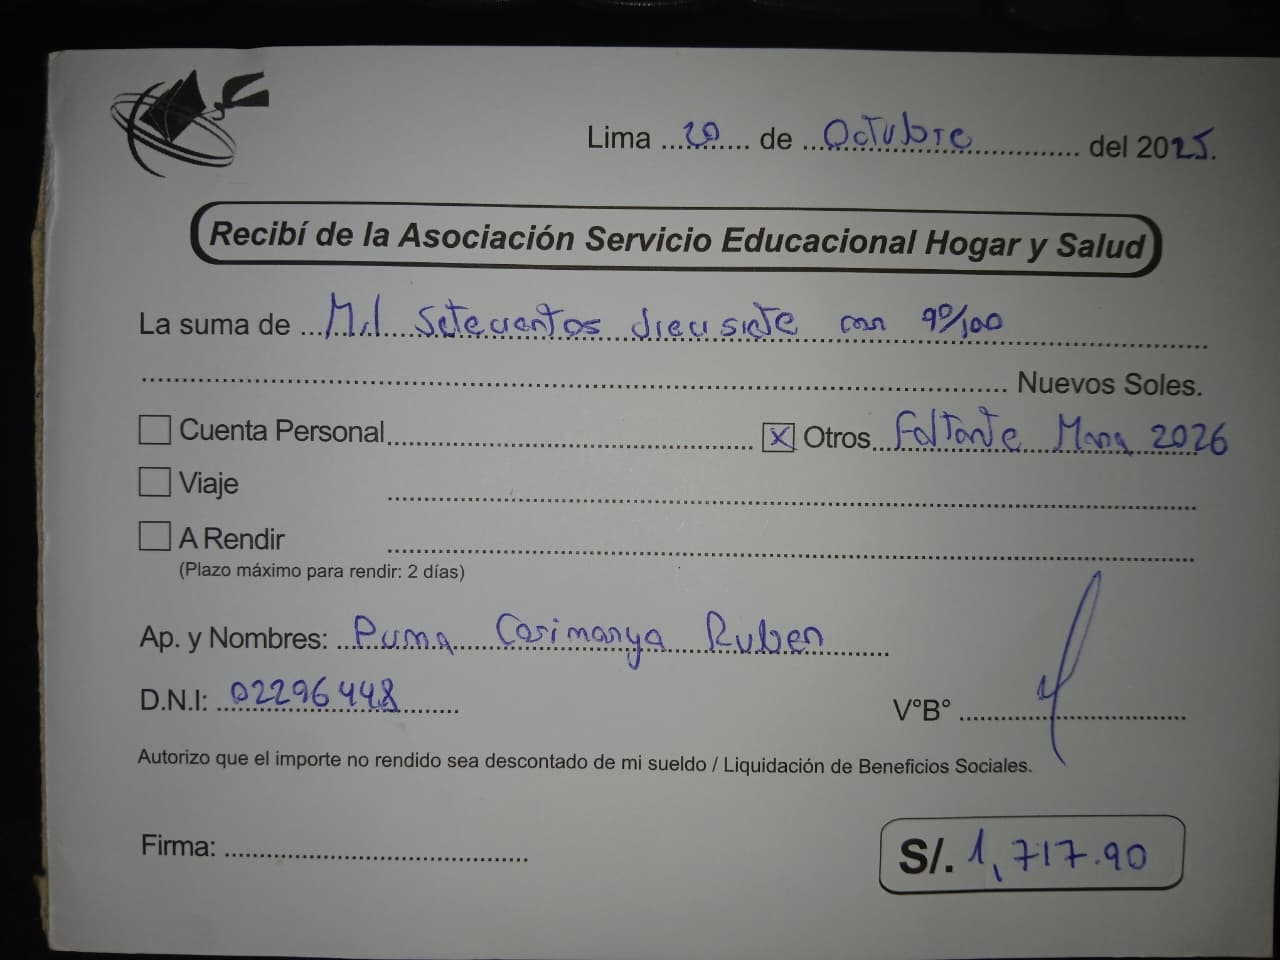 Lima 20 de Octubre del 2025.
Recibí de la Asociación Servicio Educacional Hogar y Salud
La suma de Mil Setecientos diecisiete con 90/100
Nuevos Soles.
Cuenta Personal X Otros Faltante Mana 2026
Viaje
A Rendir
(Plazo máximo para rendir: 2 días)
Ap. y Nombres: Puma Carimanya Ruben
D.N.I: 02296448
V°B°
Autorizo que el importe no rendido sea descontado de mi sueldo / Liquidación de Beneficios Sociales.
Firma:
S/. 1,717.90